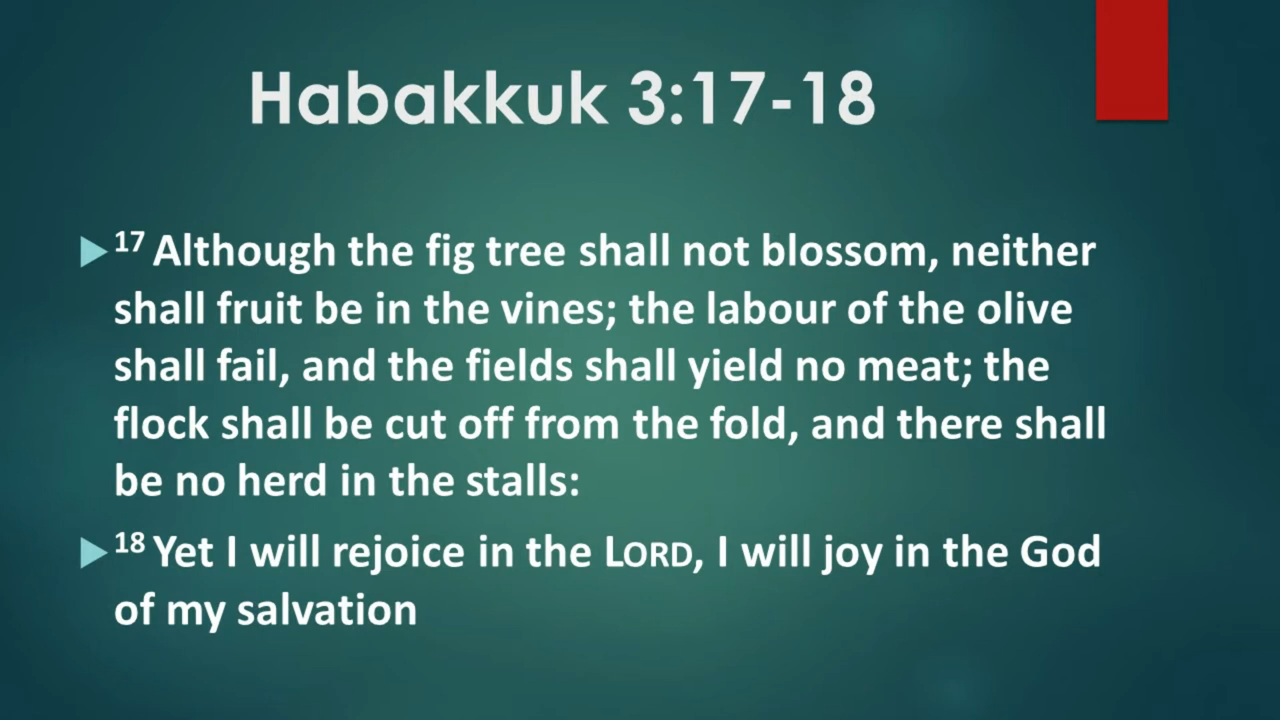 Habakkuk 3:17-18
17 Although the fig tree shall not blossom, neither
shall fruit be in the vines; the labour of the olive
shall fail, and the fields shall yield no meat; the
flock shall be cut off from the fold, and there shall
be no herd in the stalls:
18 Yet I will rejoice in the LORD, I will joy in the God
of my salvation